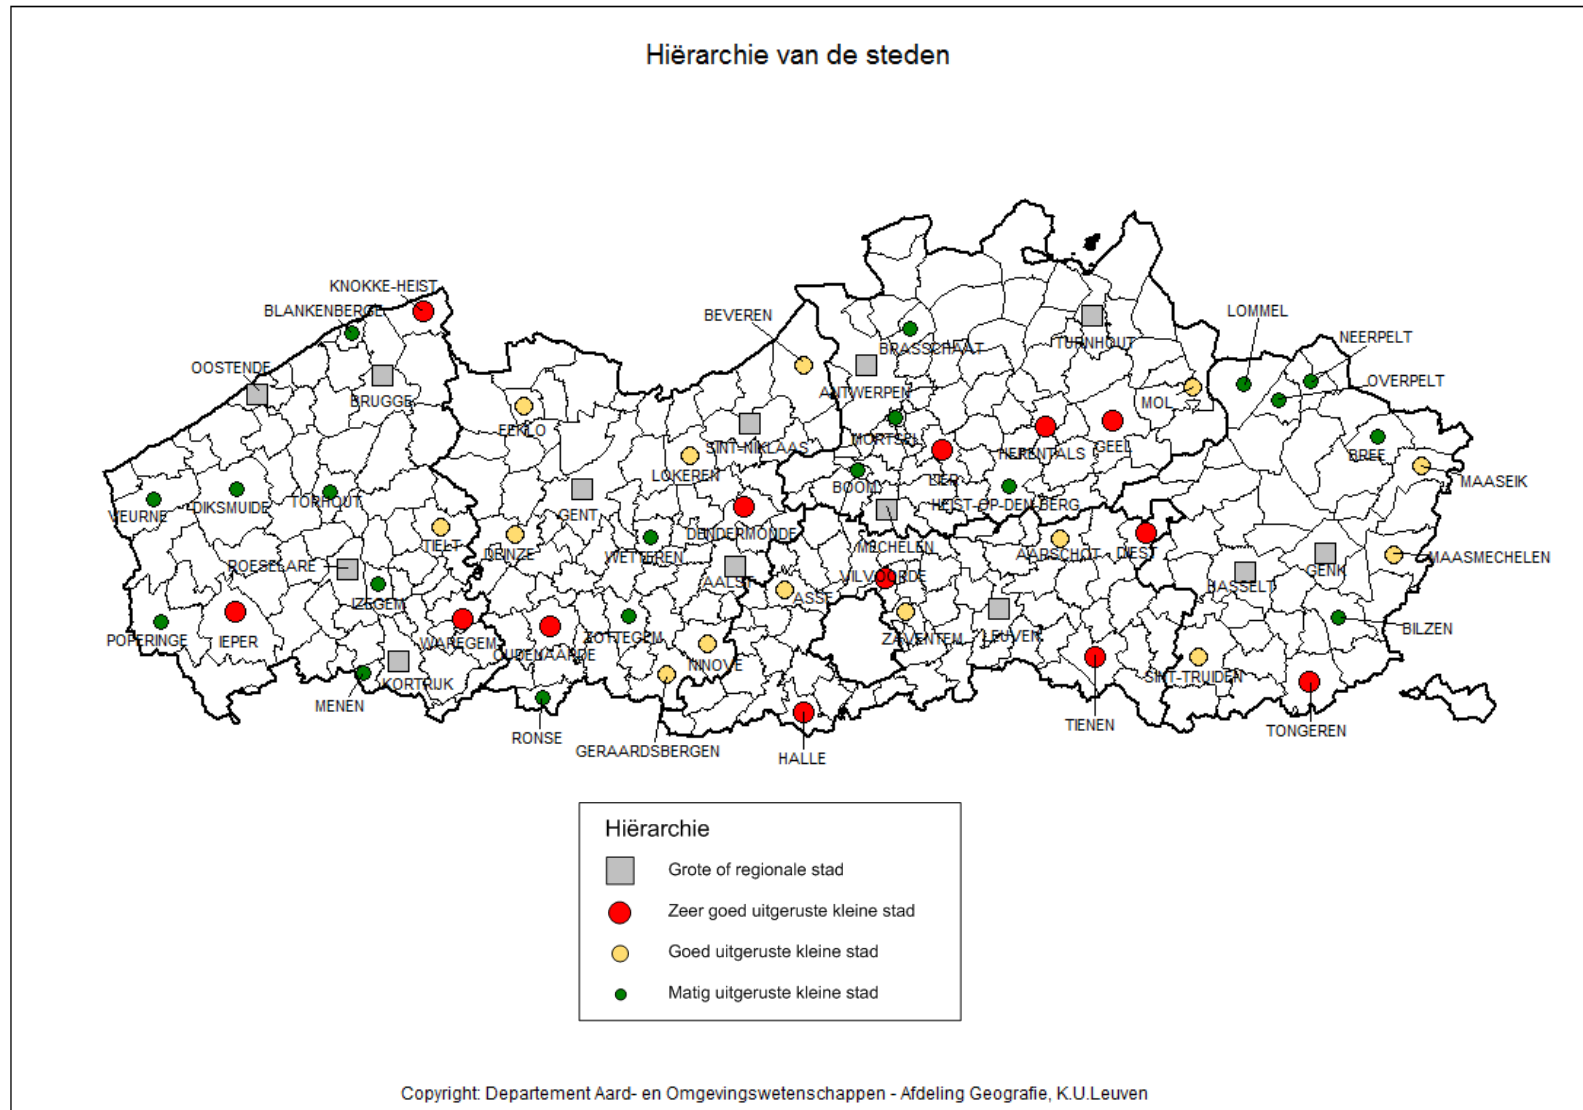 Hiërarchie van de steden
KNOKKE-HEIST
BLANKENBERGE
BEVEREN
LOMMEL
NEERPELT
BRASSCHAAT
TURNHOUT
OVERPELT
OOSTENDE
BRUGGE
ANTWERPEN
MOL
EEKLO
SINT-NIKLAAS
MORTSEL
HERENTALS
GEEL
BREE
LOKEREN
LIER
MAASEIK
BOOM
HEIST-OP-DEN-BERG
VEURNE
DIKSMUIDE
TORHOUT
GENT
DENDERMONDE
TIELT
DEINZE
WETTEREN
MECHELEN
AARSCHOT
DIEST
MAASMECHELEN
ROESELARE
AALST
VILVOORDE
GENK
HASSELT
IZEGEM
ASSE
POPERINGE
IEPER
WAREGEM
OUDENAARDE
ZOTTEGEM
ZAVENTEM
LEUVEN
BILZEN
NINOVE
KORTRIJK
SINT-TRUIDEN
MENEN
RONSE
GERAARDSBERGEN
HALLE
TIENEN
TONGEREN
Hiërarchie
Grote of regionale stad
Zeer goed uitgeruste kleine stad
Goed uitgeruste kleine stad
Matig uitgeruste kleine stad
Copyright: Departement Aard- en Omgevingswetenschappen - Afdeling Geografie, K.U.Leuven